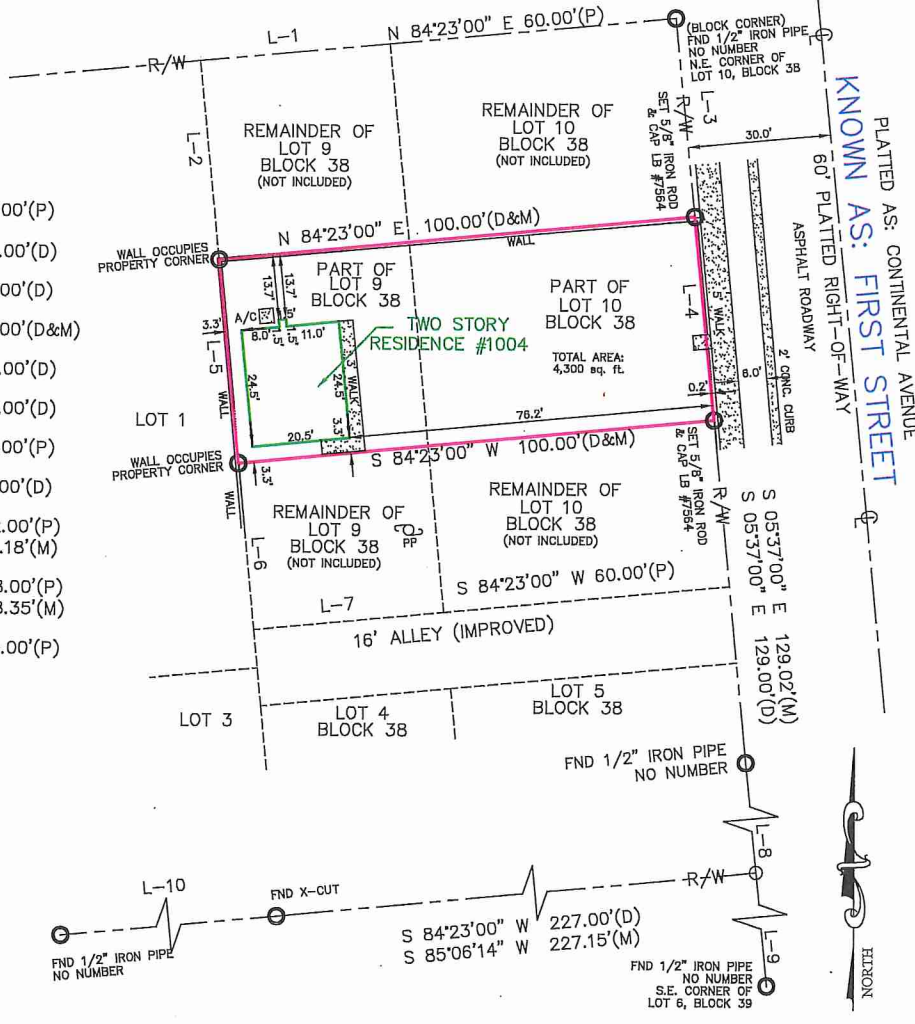 L-1
N 84°23'00" E 60.00'(P)
R/W
(BLOCK CORNER)
FND 1/2" IRON PIPE
NO NUMBER
N.E. CORNER OF
LOT 10, BLOCK 38
L-2
REMAINDER OF
LOT 9
BLOCK 38
(NOT INCLUDED)
REMAINDER OF
LOT 10
BLOCK 38
(NOT INCLUDED)
SET 5/8" IRON ROD
& CAP LB #7564
R/W
L-3
30.0'
PLATTED AS: CONTINENTAL AVENUE
KNOWN AS: FIRST STREET
60' PLATTED RIGHT-OF-WAY
ASPHALT ROADWAY
00'(P)
.00'(D)
00'(D)
00'(D&M)
.00'(D)
.00'(D)
00'(P)
00'(D)
.00'(P)
.18'(M)
.00'(P)
.35'(M)
.00'(P)
WALL OCCUPIES
PROPERTY CORNER
N 84°23'00" E 100.00'(D&M)
WALL
13.7'
13.7'
PART OF
LOT 9
BLOCK 38
PART OF
LOT 10
BLOCK 38
TOTAL AREA:
4,300 sq. ft.
L-4
5' WALK
3.3'
L-5
WALL
A/C
8.0'
1.5'
1.5'
1.5'
11.0'
TWO STORY
RESIDENCE #1004
24.5'
24.5'
3.3' WALK
3.3'
20.5'
76.2'
0.2'
6.0'
2' CONC. CURB
LOT 1
WALL OCCUPIES
PROPERTY CORNER
3.3'
S 84°23'00" W 100.00'(D&M)
SET 5/8" IRON ROD
& CAP LB #7564
R/W
WALL
L-6
REMAINDER OF
LOT 9
BLOCK 38
(NOT INCLUDED)
PP
REMAINDER OF
LOT 10
BLOCK 38
(NOT INCLUDED)
S 84°23'00" W 60.00'(P)
L-7
16' ALLEY (IMPROVED)
S 05°37'00" E 129.02'(M)
S 05°37'00" E 129.00'(D)
LOT 3
LOT 4
BLOCK 38
LOT 5
BLOCK 38
FND 1/2" IRON PIPE
NO NUMBER
L-8
R/W
L-10
FND X-CUT
FND 1/2" IRON PIPE
NO NUMBER
S 84°23'00" W 227.00'(D)
S 85°06'14" W 227.15'(M)
L-9
FND 1/2" IRON PIPE
NO NUMBER
S.E. CORNER OF
LOT 6, BLOCK 39
NORTH